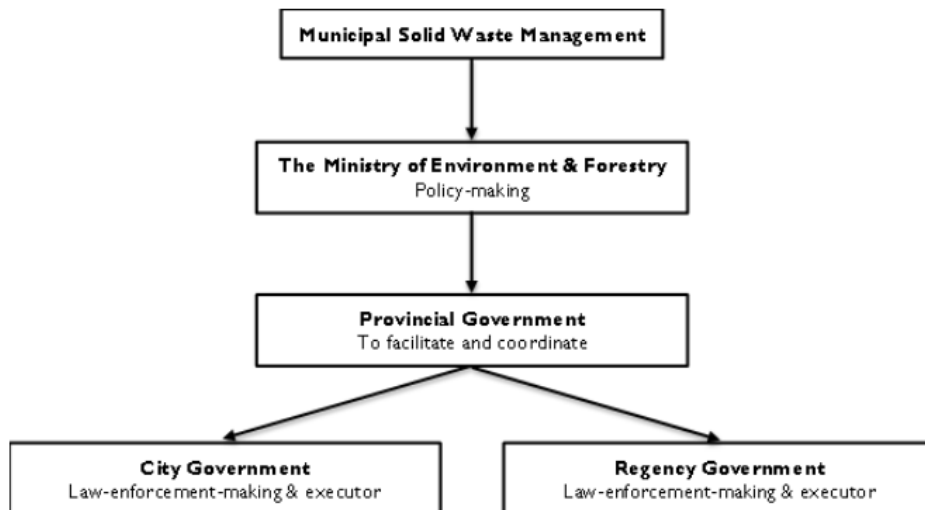 Municipal Solid Waste Management
The Ministry of Environment & Forestry
Policy-making
Provincial Government
To facilitate and coordinate
City Government
Law-enforcement-making & executor
Regency Government
Law-enforcement-making & executor